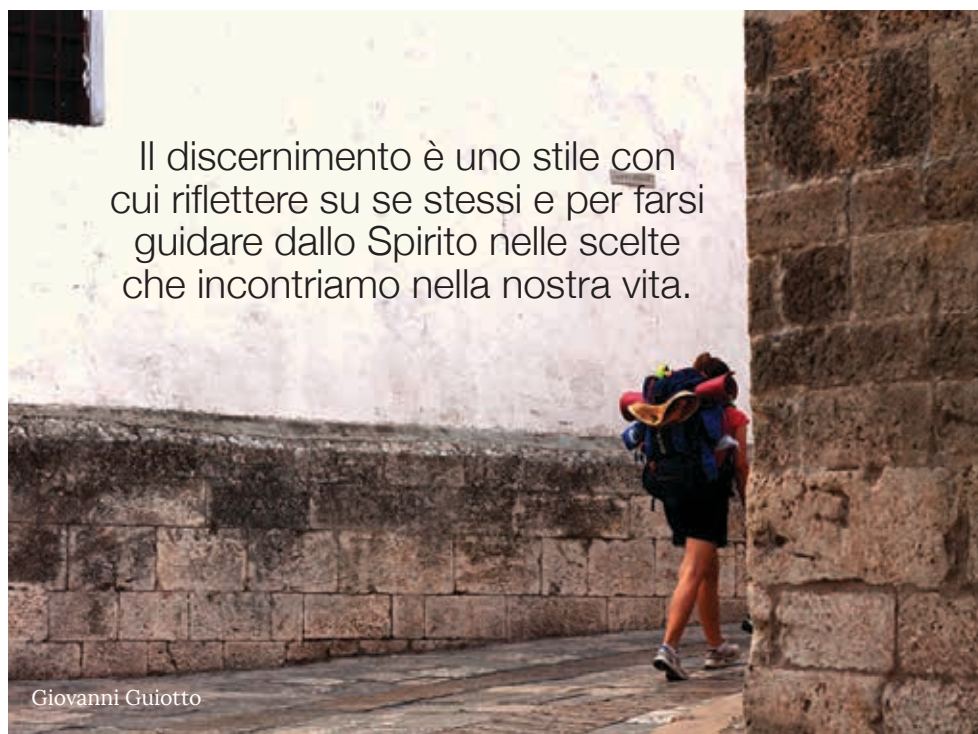 Il discernimento è uno stile con
cui riflettere su se stessi e per farsi
guidare dallo Spirito nelle scelte
che incontriamo nella nostra vita.
Giovanni Guiotto